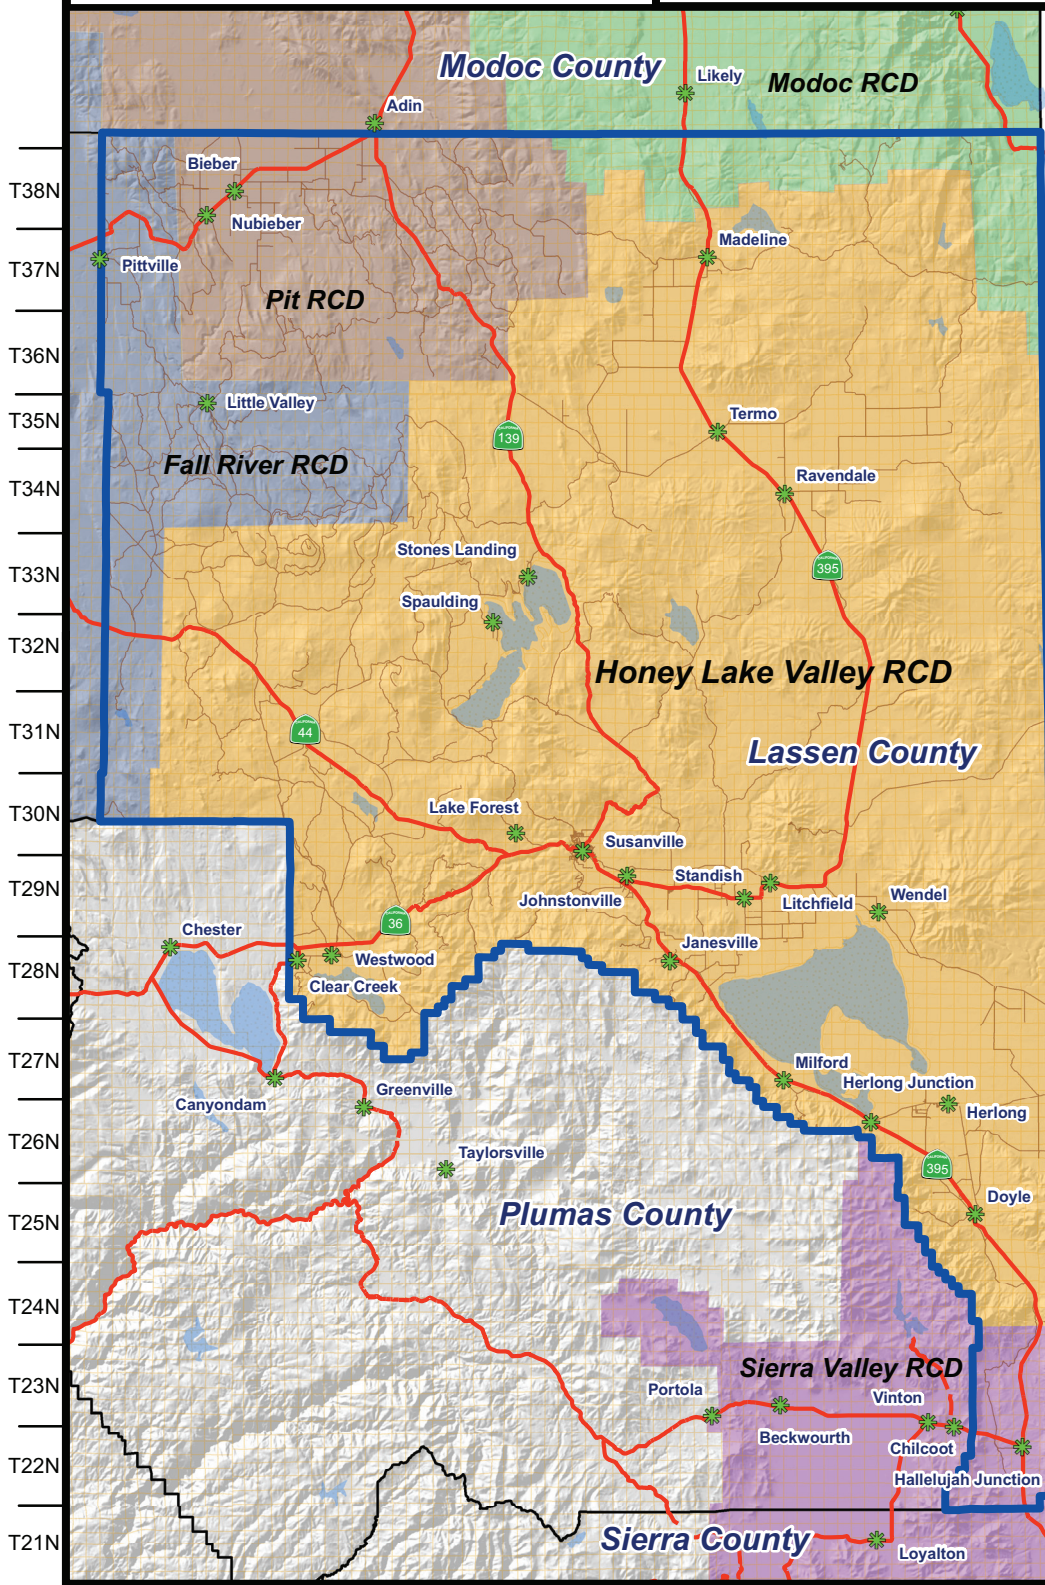 Modoc County
Likely
Modoc RCD
Adin
Bieber
T38N
Nubieber
Madeline
T37N
Pittville
Pit RCD
T36N
Little Valley
T35N
Termo
139
Fall River RCD
Ravendale
T34N
Stones Landing
395
T33N
Spaulding
T32N
Honey Lake Valley RCD
T31N
44
Lassen County
T30N
Lake Forest
Susanville
T29N
Standish
Wendel
Johnstonville
Litchfield
36
Chester
Janesville
T28N
Westwood
Clear Creek
T27N
Milford
Herlong Junction
Greenville
Canyondam
Herlong
T26N
Taylorsville
395
Doyle
T25N
Plumas County
T24N
Sierra Valley RCD
T23N
Portola
Vinton
Beckwourth
Chilcoot
T22N
Hallelujah Junction
T21N
Sierra County
Loyalton